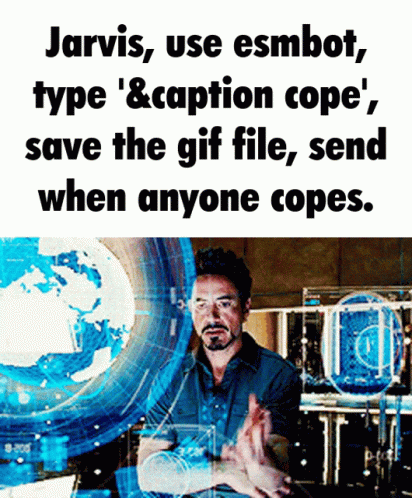 Jarvis, use esmbot,
type '&caption cope',
save the gif file, send
when anyone copes.